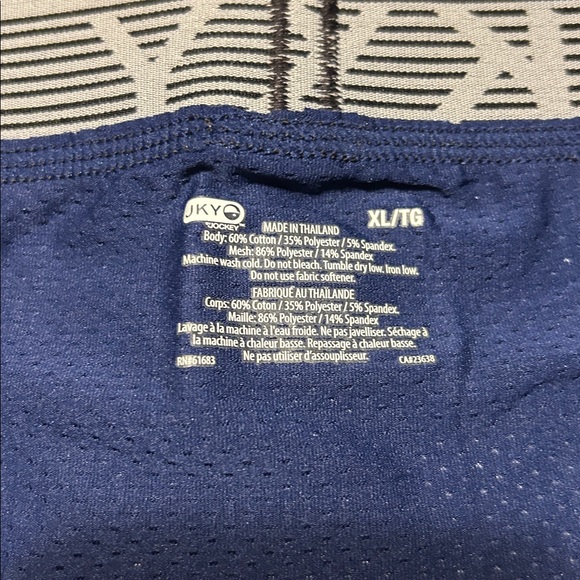 JKY
JOCKEY™
XL/TG
MADE IN THAILAND
Body: 60% Cotton / 35% Polyester / 5% Spandex.
Mesh: 86% Polyester / 14% Spandex
Machine wash cold. Do not bleach. Tumble dry low. Iron low.
Do not use fabric softener.
FABRIQUÉ AU THAÏLANDE
Corps: 60% Coton / 35% Polyester / 5% Spandex.
Maille: 86% Polyester / 14% Spandex
Lavage à la machine à l'eau froide. Ne pas javelliser. Séchage à
la machine à chaleur basse. Repassage à chaleur basse.
RN#61683 Ne pas utiliser d'assouplisseur. CA#23638